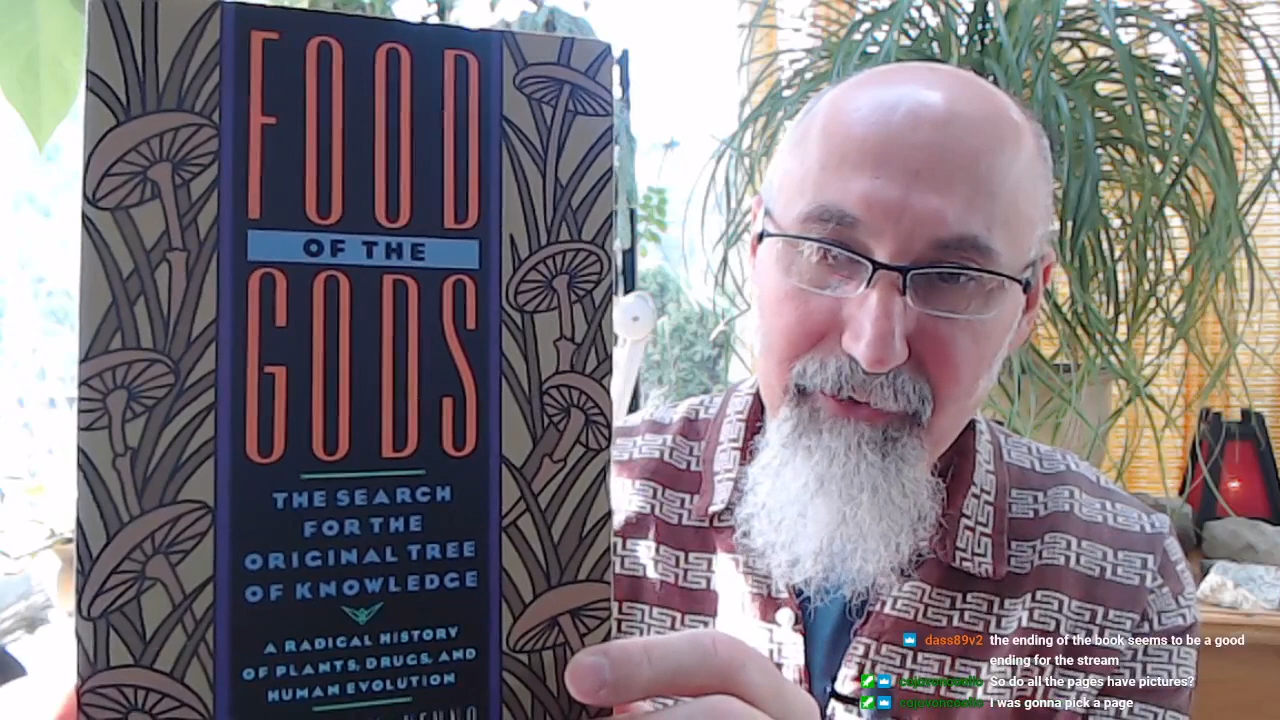 FOOD
OF THE
GODS
THE SEARCH
FOR THE
ORIGINAL TREE
OF KNOWLEDGE
A RADICAL HISTORY
OF PLANTS, DRUGS, AND
HUMAN EVOLUTION
dass89v2 the ending of the book seems to be a good
ending for the stream
So do all the pages have pictures?
I was gonna pick a page